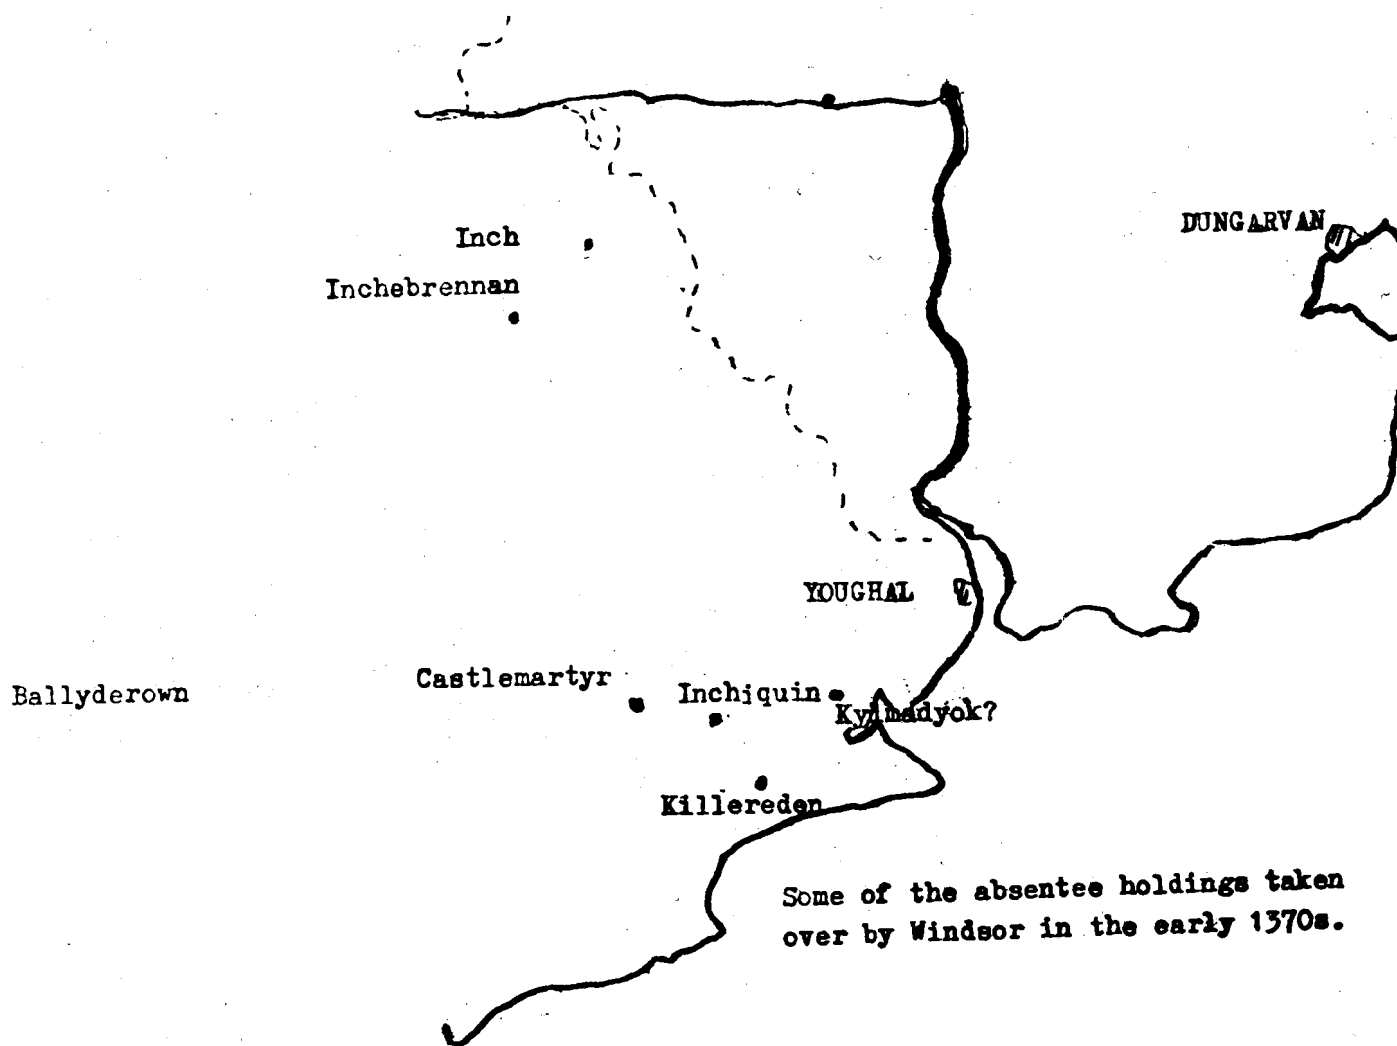 DUNGARVAN
Inch
Inchebrennan
YOUGHAL
Castlemartyr
Ballyderown
Inchiquin
Kynmadyok?
Killereden
Some of the absentee holdings taken
over by Windsor in the early 1370s.